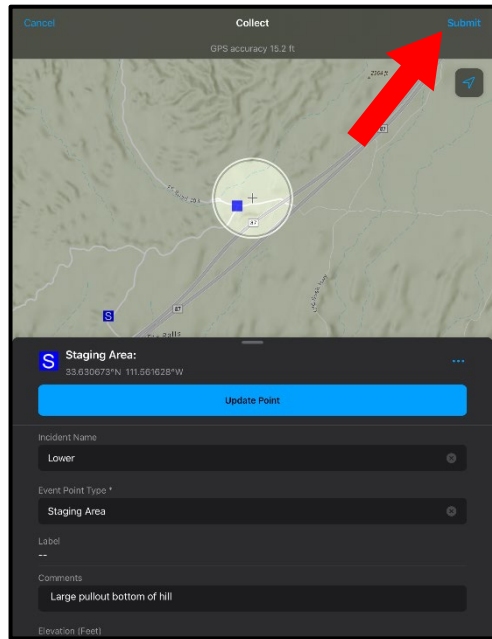 Cancel
Collect
Submit
GPS accuracy 15.2 ft
87
87
S
87
S
Staging Area:
33.630673°N 111.561628°W
Update Point
Incident Name
Lower
Event Point Type *
Staging Area
Label
--
Comments
Large pullout bottom of hill
Elevation (Feet)